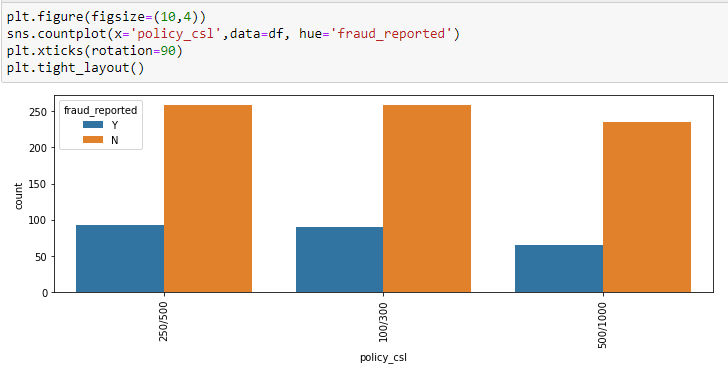 plt.figure(figsize=(10,4))
sns.countplot(x='policy_csl',data=df, hue='fraud_reported')
plt.xticks(rotation=90)
plt.tight_layout()
fraud_reported
Y
N
250
200
150
100
50
0
count
250/500
100/300
500/1000
policy_csl